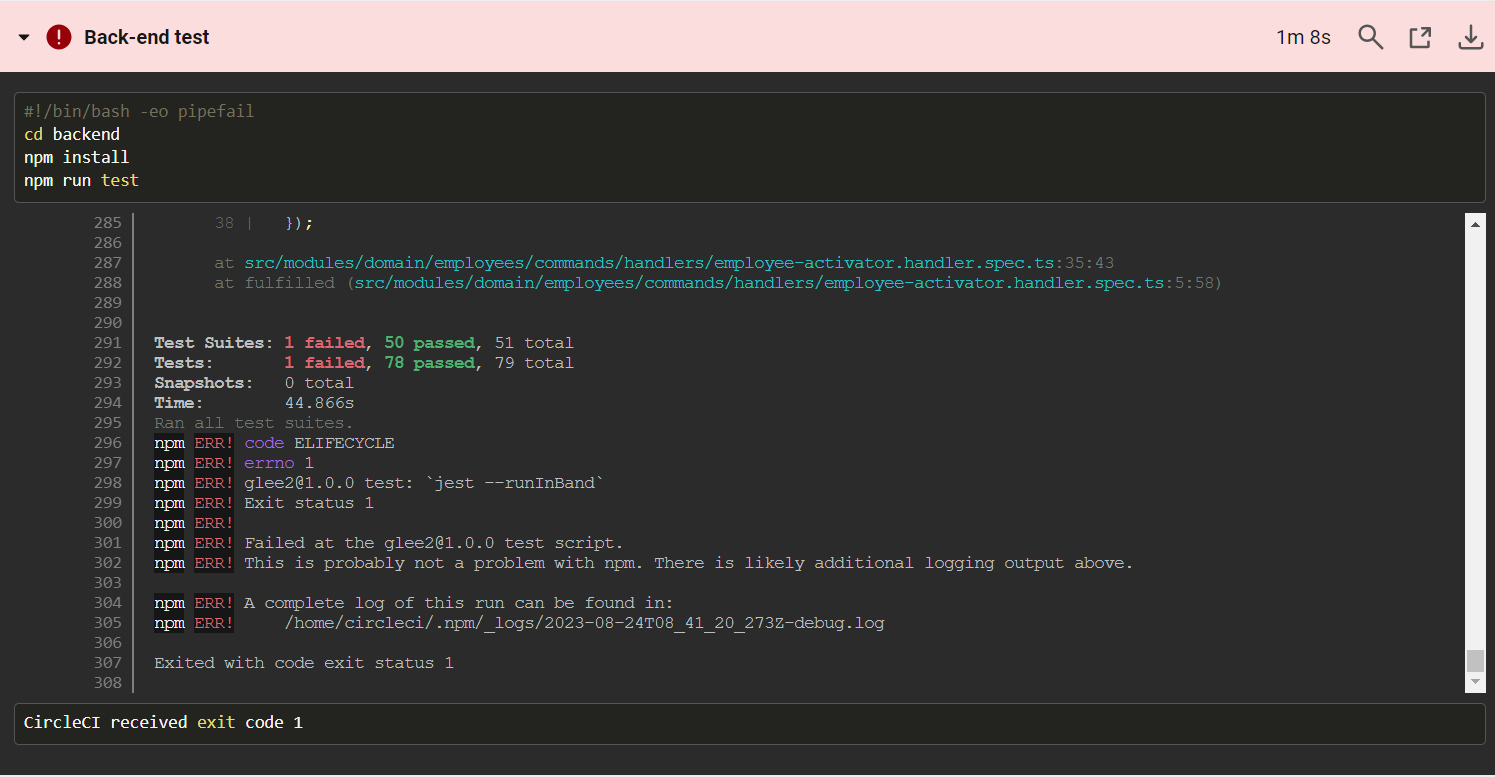 Back-end test 1m 8s
#!/bin/bash -eo pipefail
cd backend
npm install
npm run test
285 38 | });
286
287 at src/modules/domain/employees/commands/handlers/employee-activator.handler.spec.ts:35:43
288 at fulfilled (src/modules/domain/employees/commands/handlers/employee-activator.handler.spec.ts:5:58)
289
290
291 Test Suites: 1 failed, 50 passed, 51 total
292 Tests: 1 failed, 78 passed, 79 total
293 Snapshots: 0 total
294 Time: 44.866s
295 Ran all test suites.
296 npm ERR! code ELIFECYCLE
297 npm ERR! errno 1
298 npm ERR! glee2@1.0.0 test: `jest --runInBand`
299 npm ERR! Exit status 1
300 npm ERR!
301 npm ERR! Failed at the glee2@1.0.0 test script.
302 npm ERR! This is probably not a problem with npm. There is likely additional logging output above.
303
304 npm ERR! A complete log of this run can be found in:
305 npm ERR! /home/circleci/.npm/_logs/2023-08-24T08_41_20_273Z-debug.log
306
307 Exited with code exit status 1
308
CircleCI received exit code 1